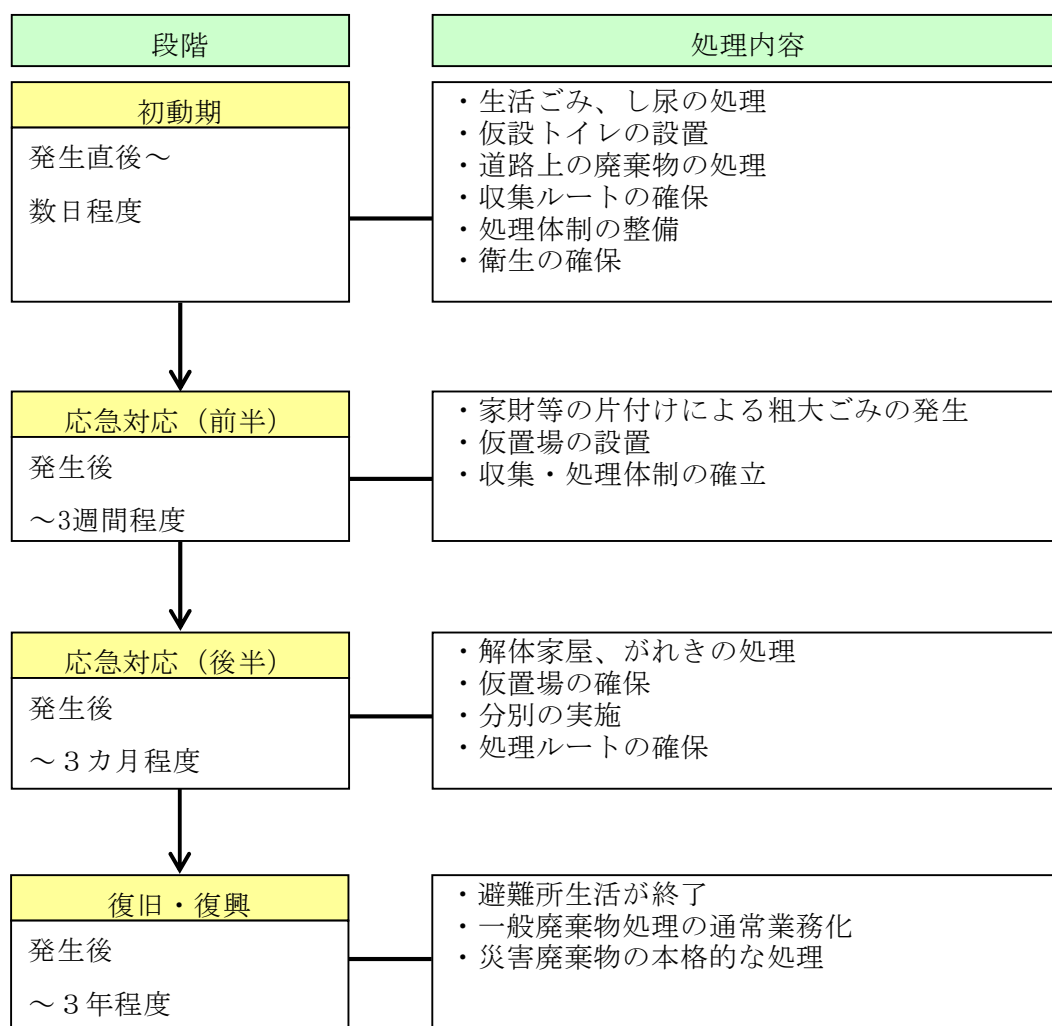 段階
処理内容
初動期
発生直後～
数日程度
・生活ごみ、し尿の処理
・仮設トイレの設置
・道路上の廃棄物の処理
・収集ルートの確保
・処理体制の整備
・衛生の確保
応急対応（前半）
発生後
～3週間程度
・家財等の片付けによる粗大ごみの発生
・仮置場の設置
・収集・処理体制の確立
応急対応（後半）
発生後
～３カ月程度
・解体家屋、がれきの処理
・仮置場の確保
・分別の実施
・処理ルートの確保
復旧・復興
発生後
～３年程度
・避難所生活が終了
・一般廃棄物処理の通常業務化
・災害廃棄物の本格的な処理